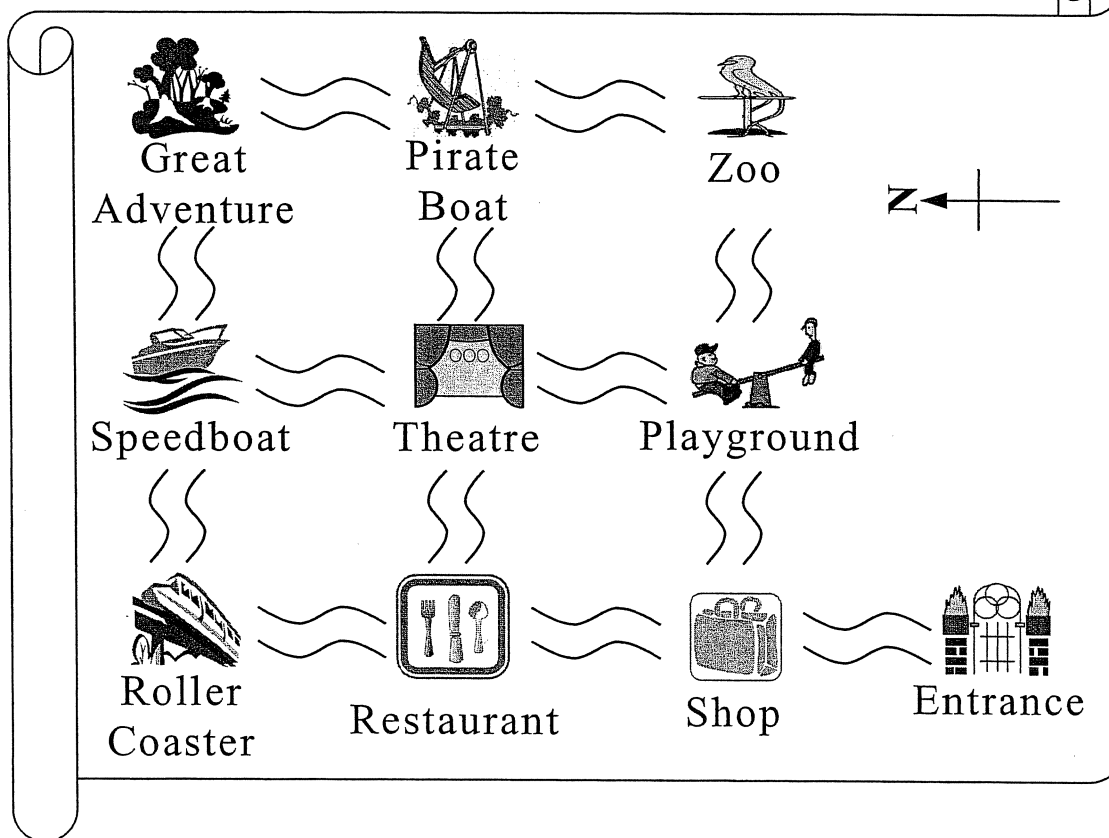 Great
Adventure
Pirate
Boat
Zoo
N
Speedboat
Theatre
Playground
Roller
Coaster
Restaurant
Shop
Entrance